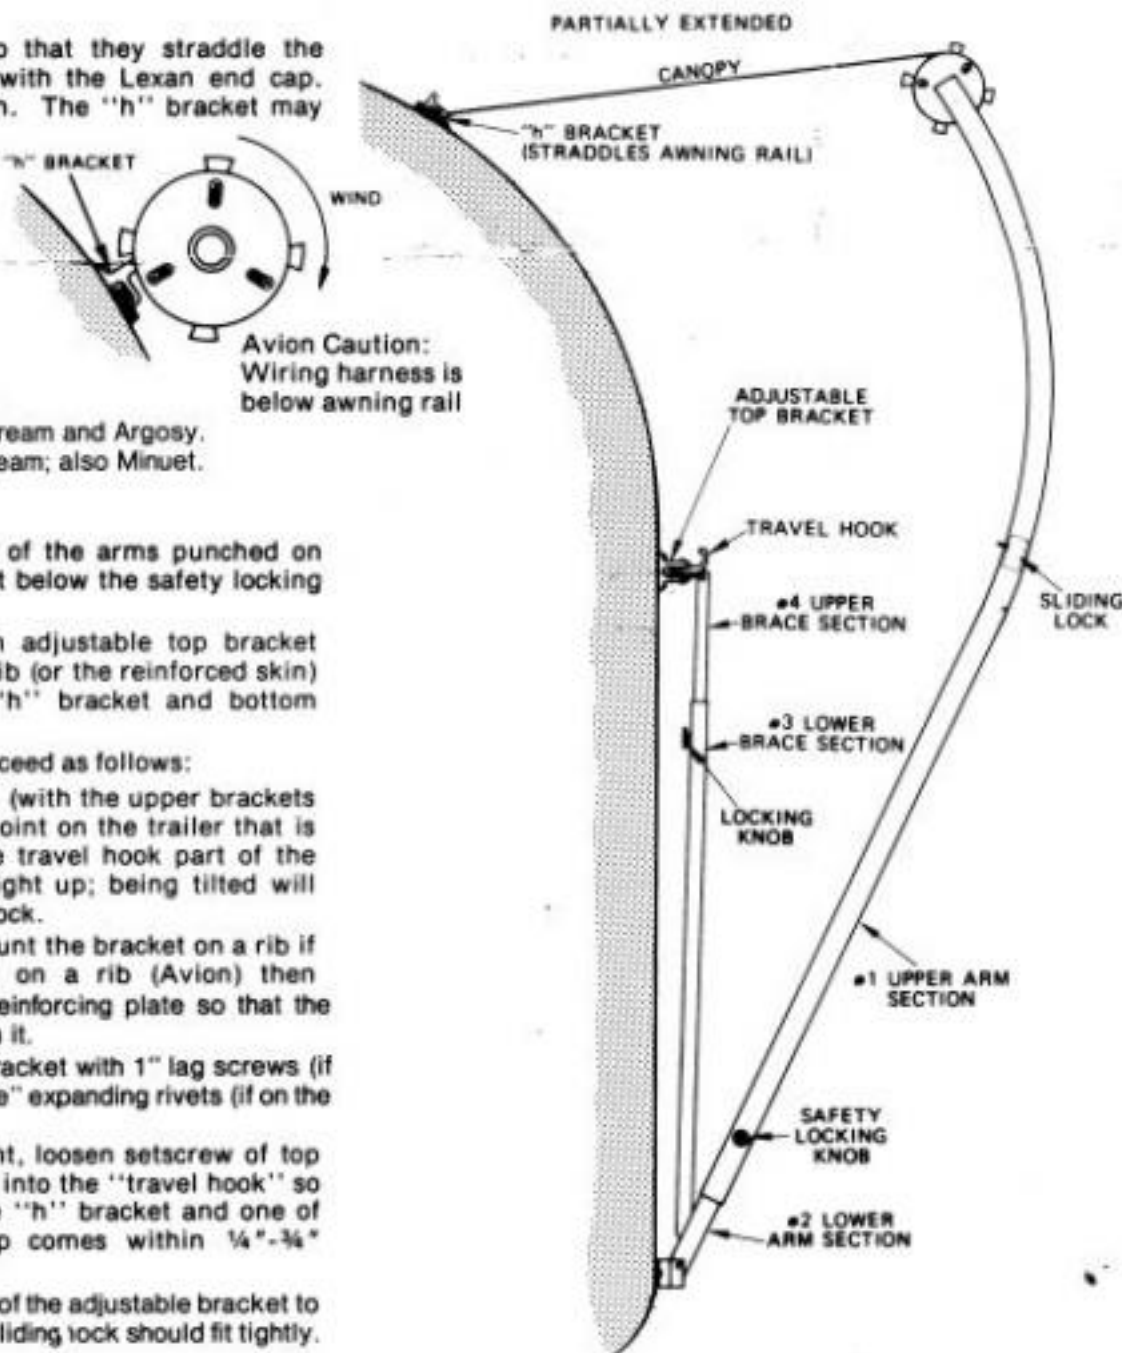 PARTIALLY EXTENDED
that they straddle the
with the Lexan end cap.
The "h" bracket may
CANOPY
"h" BRACKET
(STRADDLES AWNING RAIL)
"h" BRACKET
WIND
Avion Caution:
Wiring harness is
below awning rail
ream and Argosy.
eam; also Minuet.
ADJUSTABLE
TOP BRACKET
TRAVEL HOOK
#4 UPPER
BRACE SECTION
SLIDING
LOCK
#3 LOWER
BRACE SECTION
LOCKING
KNOB
#1 UPPER ARM
SECTION
SAFETY
LOCKING
KNOB
#2 LOWER
ARM SECTION
of the arms punched on
t below the safety locking
adjustable top bracket
ib (or the reinforced skin)
"h" bracket and bottom
ceed as follows:
(with the upper brackets
oint on the trailer that is
e travel hook part of the
ight up; being tilted will
ock.
unt the bracket on a rib if
on a rib (Avion) then
einforcing plate so that the
it.
racket with 1" lag screws (if
e" expanding rivets (if on the
nt, loosen setscrew of top
into the "travel hook" so
e "h" bracket and one of
p comes within ¼"-¾"
of the adjustable bracket to
liding lock should fit tightly.